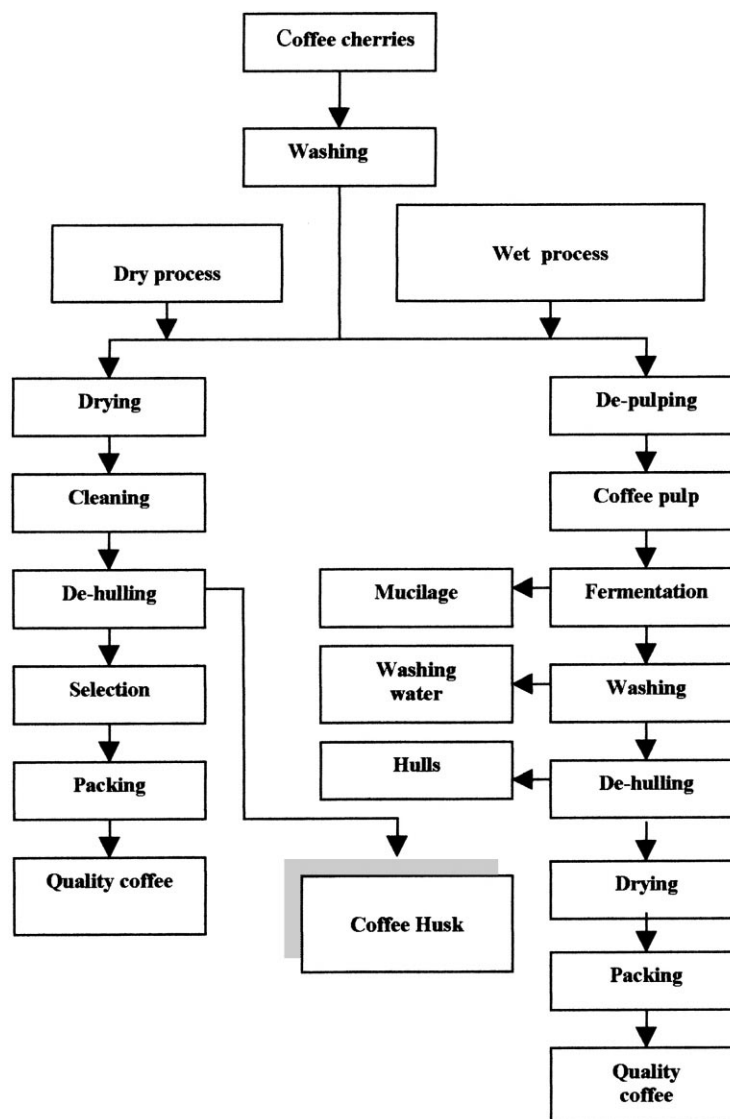 Coffee cherries
Washing
Dry process
Wet process
Drying
Cleaning
De-hulling
Selection
Packing
Quality coffee
De-pulping
Coffee pulp
Fermentation
Mucilage
Washing
Washing
water
De-hulling
Hulls
Drying
Packing
Quality
coffee
Coffee Husk